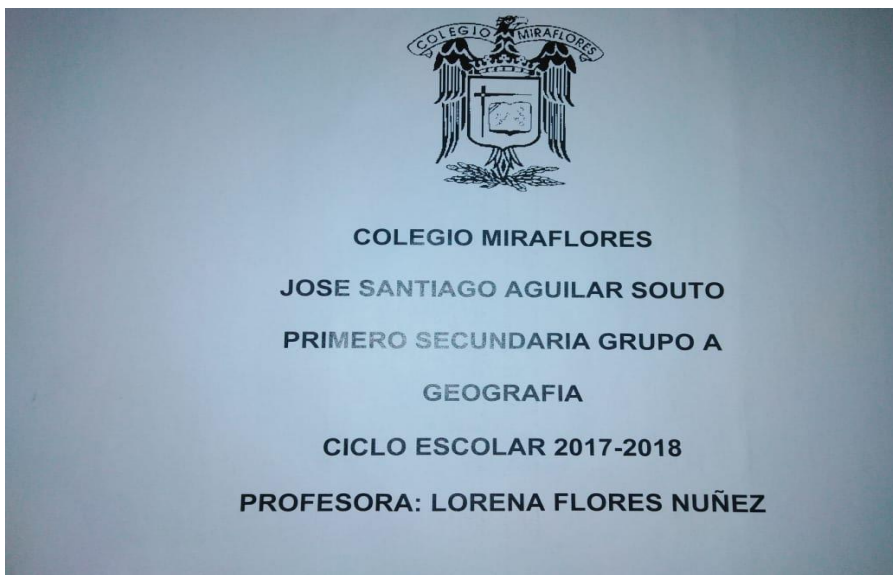 COLEGIO MIRAFLORES
COLEGIO MIRAFLORES
JOSE SANTIAGO AGUILAR SOUTO
PRIMERO SECUNDARIA GRUPO A
GEOGRAFIA
CICLO ESCOLAR 2017-2018
PROFESORA: LORENA FLORES NUÑEZ